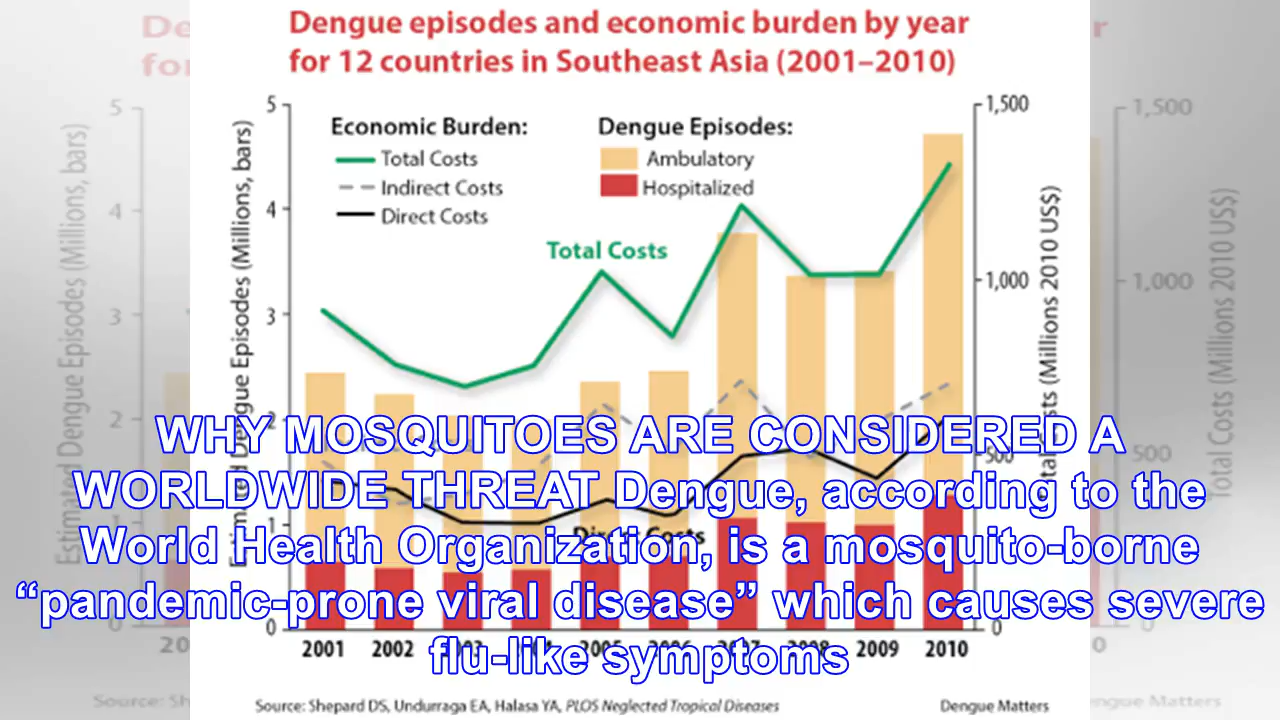 Dengue episodes and economic burden by year
for 12 countries in Southeast Asia (2001–2010)
5
4
3
2
1
0
Estimated Dengue Episodes (Millions, bars)
Economic Burden:
Total Costs
Indirect Costs
Direct Costs
Dengue Episodes:
Ambulatory
Hospitalized
Total Costs
Direct Costs
1,500
1,000
500
0
Total Costs (Millions 2010 US$)
WHY MOSQUITOES ARE CONSIDERED A
WORLDWIDE THREAT Dengue, according to the
World Health Organization, is a mosquito-borne
“pandemic-prone viral disease” which causes severe
flu-like symptoms
2001 2002 2003 2004 2005 2006 2007 2008 2009 2010
Source: Shepard DS, Undurraga EA, Halasa YA, PLOS Neglected Tropical Diseases
Dengue Matters